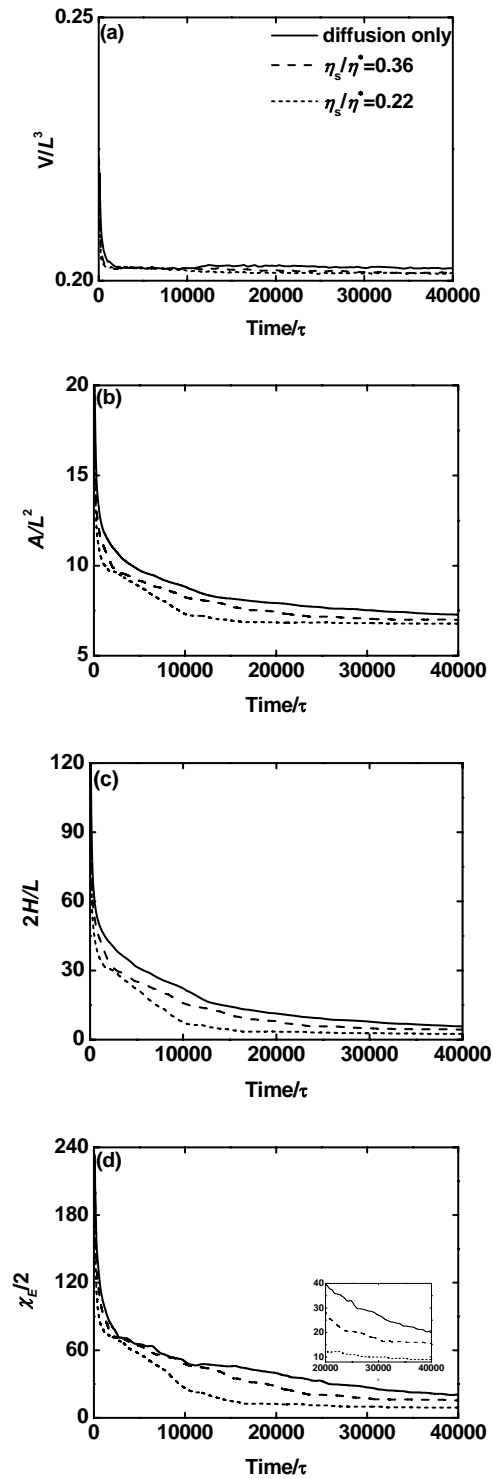 (a)
0.25
diffusion only
ηs/η*=0.36
ηs/η*=0.22
V/L³
0.20
0 10000 20000 30000 40000
Time/τ
(b)
20
15
A/L²
10
5
0 10000 20000 30000 40000
Time/τ
(c)
120
90
2H/L
60
30
0
0 10000 20000 30000 40000
Time/τ
(d)
240
180
χE/2
120
60
0
40
30
20
10
20000 30000 40000
0 10000 20000 30000 40000
Time/τ